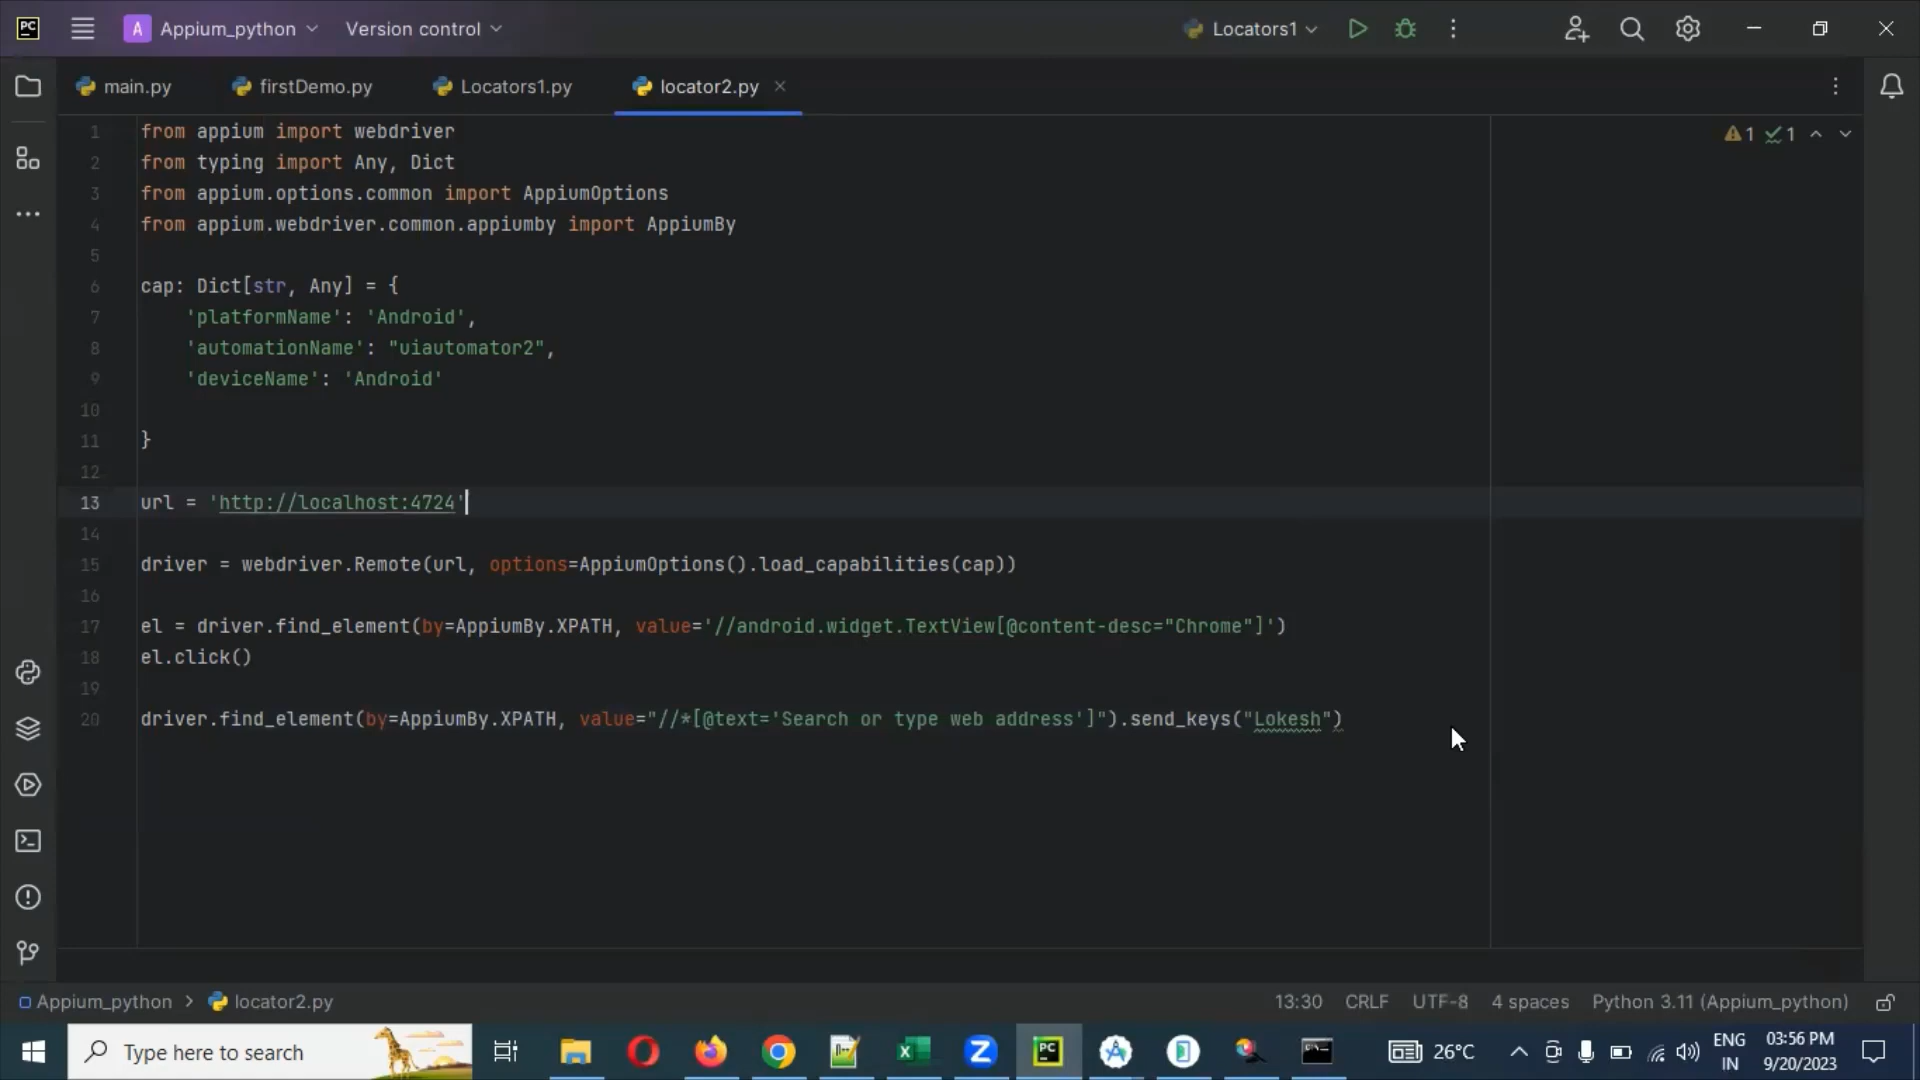 PC A Appium_python Version control Locators1
main.py firstDemo.py Locators1.py locator2.py
1 from appium import webdriver 1 1
2 from typing import Any, Dict
3 from appium.options.common import AppiumOptions
4 from appium.webdriver.common.appiumby import AppiumBy
5
6 cap: Dict[str, Any] = {
7 'platformName': 'Android',
8 'automationName': "uiautomator2",
9 'deviceName': 'Android'
10
11 }
12
13 url = 'http://localhost:4724'
14
15 driver = webdriver.Remote(url, options=AppiumOptions().load_capabilities(cap))
16
17 el = driver.find_element(by=AppiumBy.XPATH, value='//android.widget.TextView[@content-desc="Chrome"]')
18 el.click()
19
20 driver.find_element(by=AppiumBy.XPATH, value="//*[@text='Search or type web address']").send_keys("Lokesh")
Appium_python > locator2.py 13:30 CRLF UTF-8 4 spaces Python 3.11 (Appium_python)
Type here to search PC 26°C ENG 03:56 PM
IN 9/20/2023